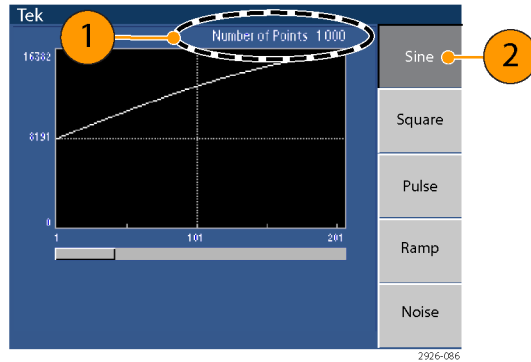 Tek
1
Number of Points 1000
16382
8191
0
1
101
201
Sine
2
Square
Pulse
Ramp
Noise
2926-086